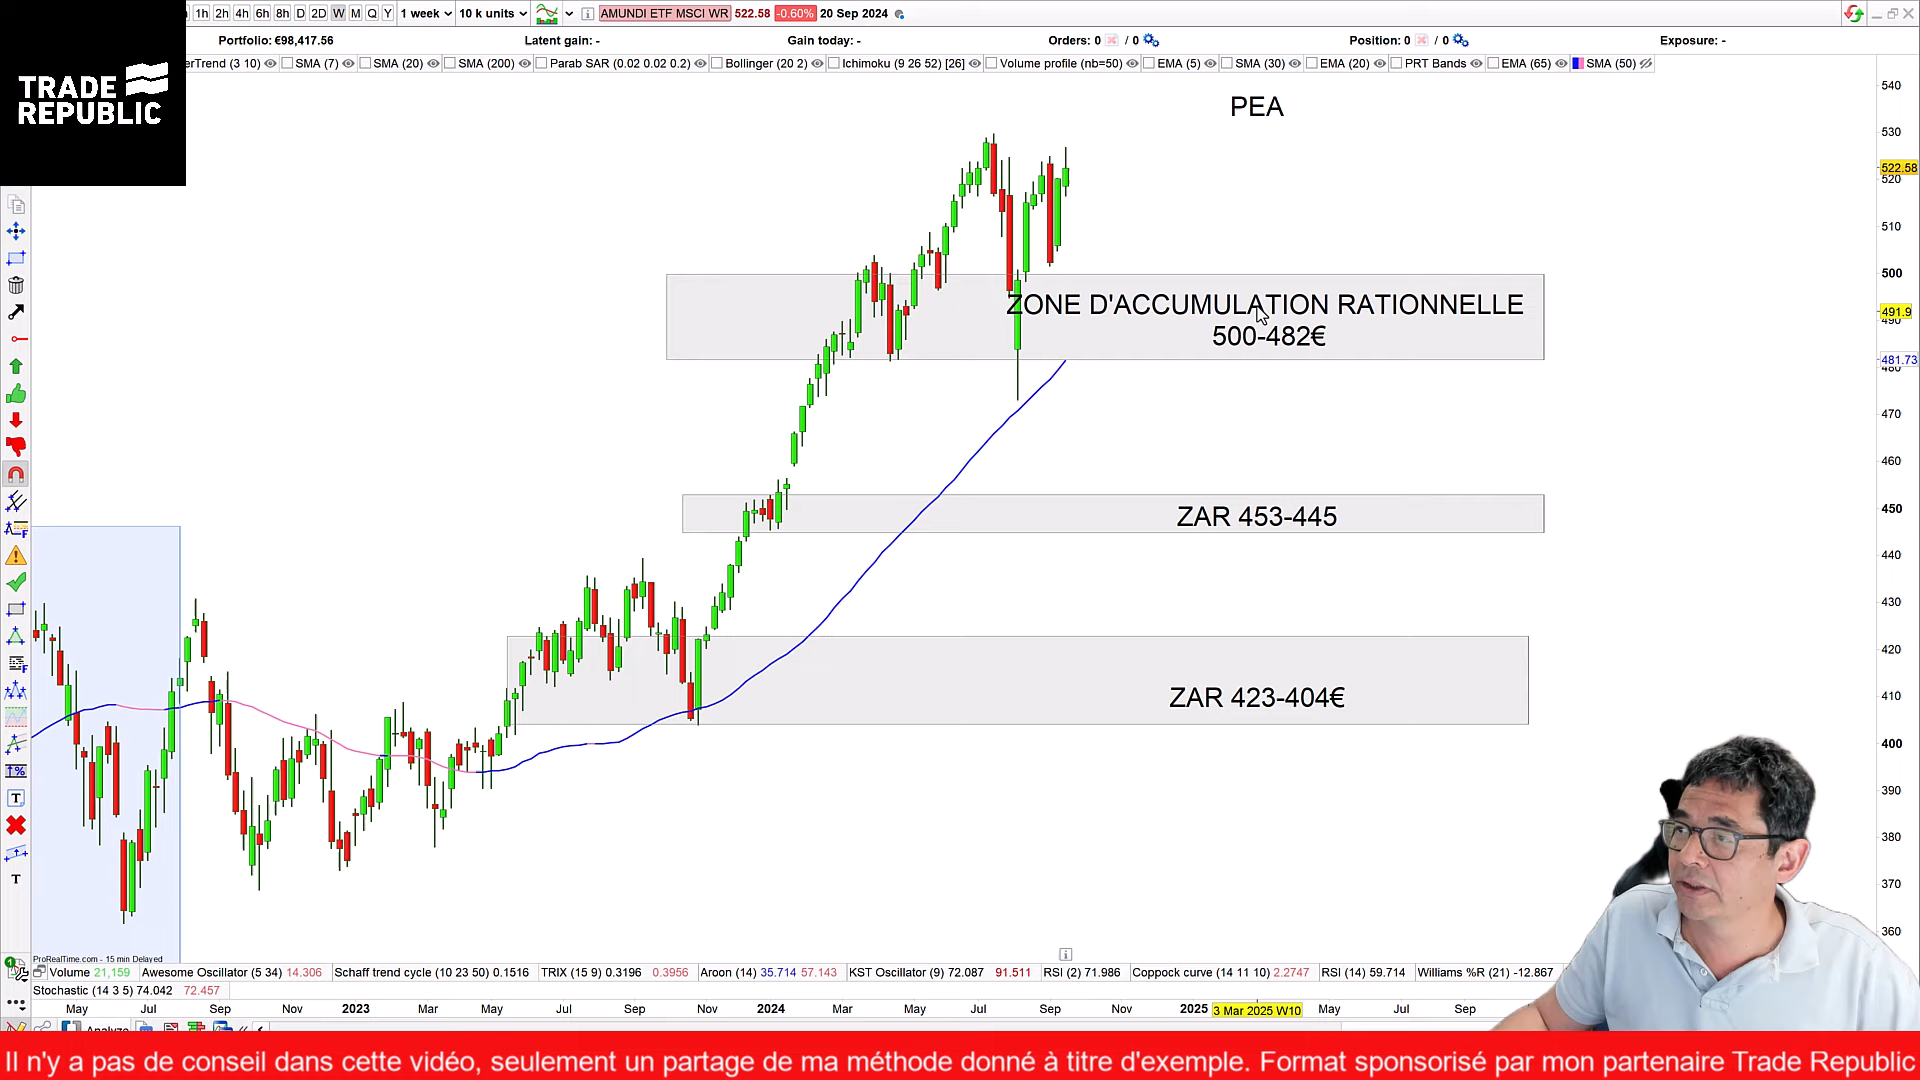 1h 2h 4h 6h 8h D 2D W M Q Y 1 week 10 k units AMUNDI ETF MSCI WR 522.58 -0.60% 20 Sep 2024
TRADE
REPUBLIC
Portfolio: €98,417.56 Latent gain: - Gain today: - Orders: 0 / 0 Position: 0 / 0 Exposure: -
erTrend (3 10) SMA (7) SMA (20) SMA (200) Parab SAR (0.02 0.02 0.2) Bollinger (20 2) Ichimoku (9 26 52) [26] Volume profile (nb=50) EMA (5) SMA (30) EMA (20) PRT Bands EMA (65) SMA (50)
PEA
540
530
522.58
520
510
500
491.9
490
481.73
480
470
460
450
440
430
420
410
400
390
380
370
360
ZONE D'ACCUMULATION RATIONNELLE
500-482€
ZAR 453-445
ZAR 423-404€
ProRealTime.com - 15 min Delayed
Volume 21,159 Awesome Oscillator (5 34) 14.306 Schaff trend cycle (10 23 50) 0.1516 TRIX (15 9) 0.3196 0.3956 Aroon (14) 35.714 57.143 KST Oscillator (9) 72.087 91.511 RSI (2) 71.986 Coppock curve (14 11 10) 2.2747 RSI (14) 59.714 Williams %R (21) -12.867
Stochastic (14 3 5) 74.042 72.457
May Jul Sep Nov 2023 Mar May Jul Sep Nov 2024 Mar May Jul Sep Nov 2025 3 Mar 2025 W10 May Jul Sep
Analyze
Il n'y a pas de conseil dans cette vidéo, seulement un partage de ma méthode donné à titre d'exemple. Format sponsorisé par mon partenaire Trade Republic